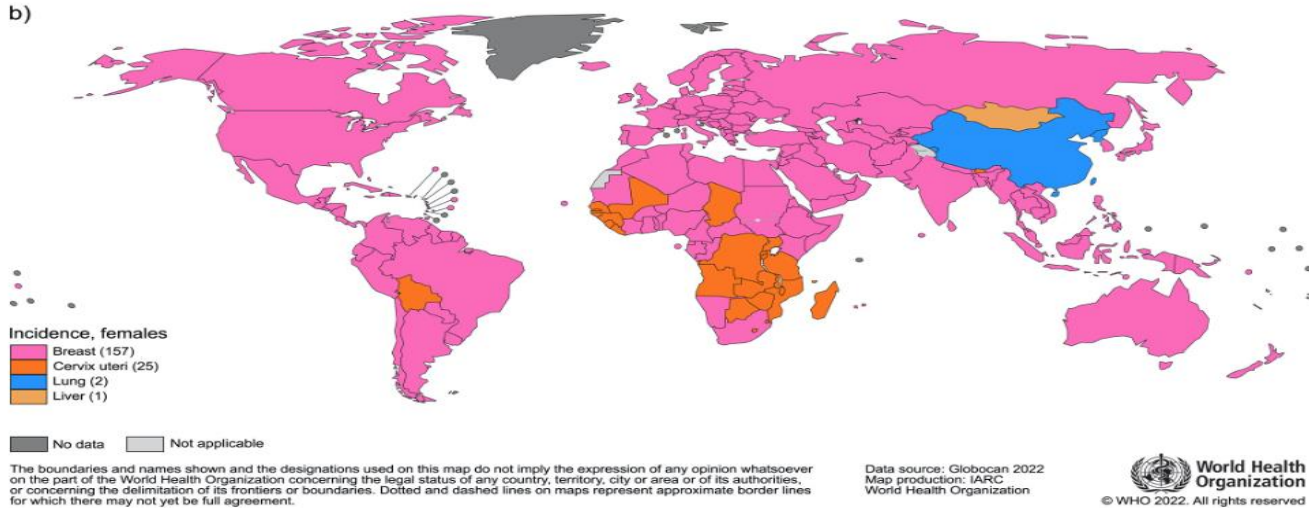 b)
Incidence, females
Breast (157)
Cervix uteri (25)
Lung (2)
Liver (1)
No data
Not applicable
The boundaries and names shown and the designations used on this map do not imply the expression of any opinion whatsoever
on the part of the World Health Organization concerning the legal status of any country, territory, city or area or of its authorities,
or concerning the delimitation of its frontiers or boundaries. Dotted and dashed lines on maps represent approximate border lines
for which there may not yet be full agreement.
Data source: Globocan 2022
Map production: IARC
World Health Organization
World Health
Organization
© WHO 2022. All rights reserved